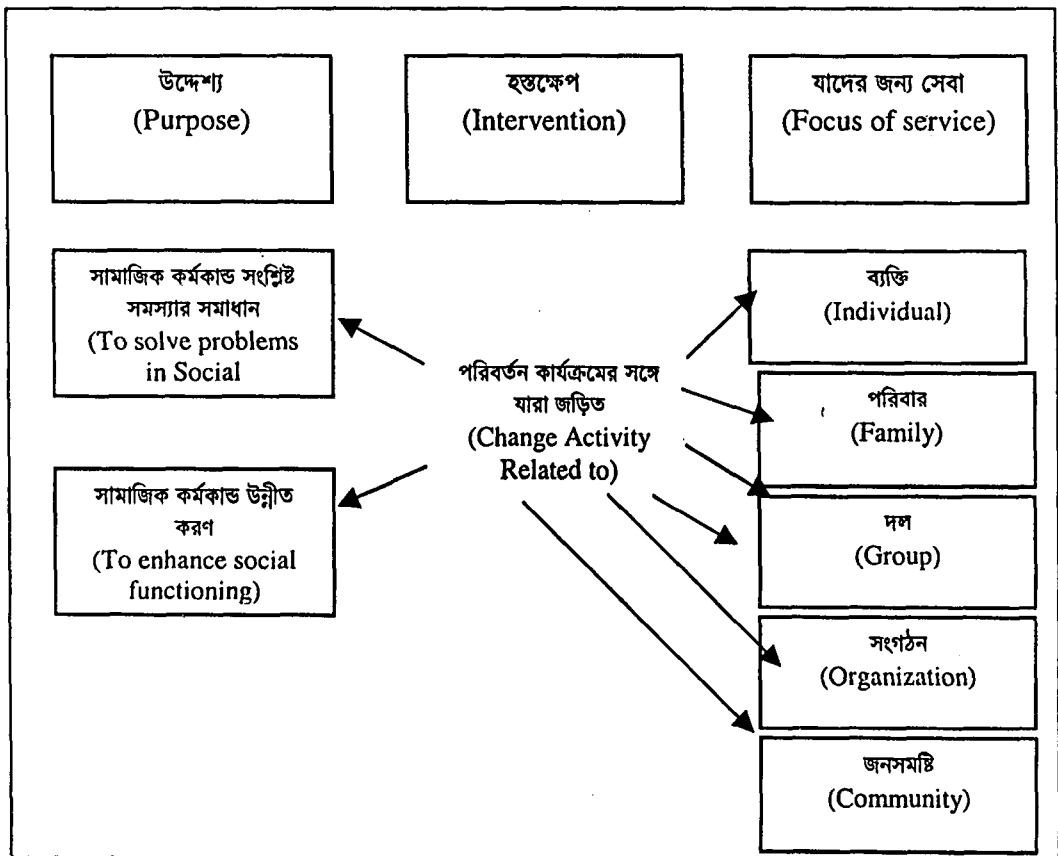 উদ্দেশ্য
(Purpose)
হস্তক্ষেপ
(Intervention)
যাদের জন্য সেবা
(Focus of service)
সামাজিক কর্মকান্ড সংশ্লিষ্ট
সমস্যার সমাধান
(To solve problems
in Social
সামাজিক কর্মকান্ড উন্নীত
করণ
(To enhance social
functioning)
পরিবর্তন কার্যক্রমের সঙ্গে
যারা জড়িত
(Change Activity
Related to)
ব্যক্তি
(Individual)
পরিবার
(Family)
দল
(Group)
সংগঠন
(Organization)
জনসমষ্টি
(Community)